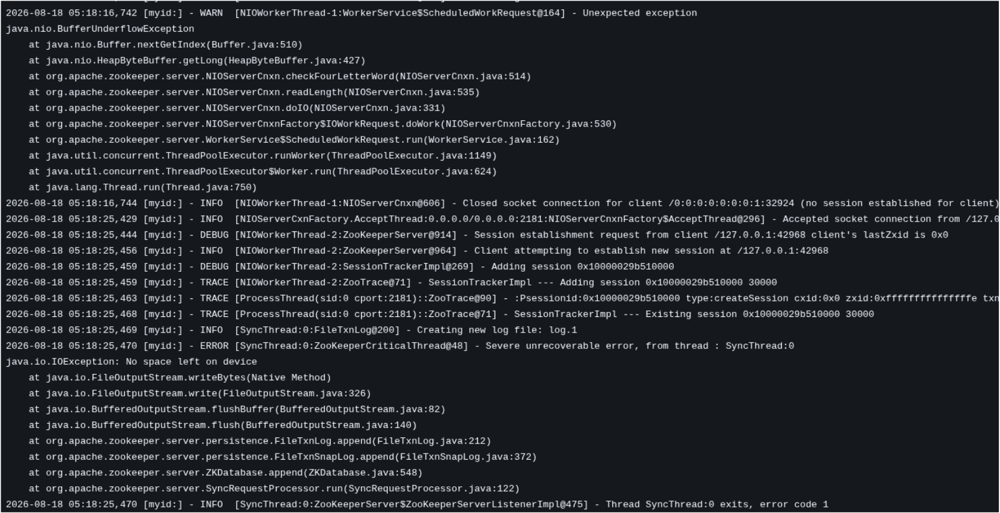 2026-08-18 05:18:16,742 [myid:] - WARN  [NIOWorkerThread-1:WorkerService$ScheduledWorkRequest@164] - Unexpected exception
java.nio.BufferUnderflowException
    at java.nio.Buffer.nextGetIndex(Buffer.java:510)
    at java.nio.HeapByteBuffer.getLong(HeapByteBuffer.java:427)
    at org.apache.zookeeper.server.NIOServerCnxn.checkFourLetterWord(NIOServerCnxn.java:514)
    at org.apache.zookeeper.server.NIOServerCnxn.readLength(NIOServerCnxn.java:535)
    at org.apache.zookeeper.server.NIOServerCnxn.doIO(NIOServerCnxn.java:331)
    at org.apache.zookeeper.server.NIOServerCnxnFactory$IOWorkRequest.doWork(NIOServerCnxnFactory.java:530)
    at org.apache.zookeeper.server.WorkerService$ScheduledWorkRequest.run(WorkerService.java:162)
    at java.util.concurrent.ThreadPoolExecutor.runWorker(ThreadPoolExecutor.java:1149)
    at java.util.concurrent.ThreadPoolExecutor$Worker.run(ThreadPoolExecutor.java:624)
    at java.lang.Thread.run(Thread.java:750)
2026-08-18 05:18:16,744 [myid:] - INFO  [NIOWorkerThread-1:NIOServerCnxn@606] - Closed socket connection for client /0:0:0:0:0:0:0:1:32924 (no session established for client)
2026-08-18 05:18:25,429 [myid:] - INFO  [NIOServerCxnFactory.AcceptThread:0.0.0.0/0.0.0.0:2181:NIOServerCnxnFactory$AcceptThread@296] - Accepted socket connection from /127.0
2026-08-18 05:18:25,444 [myid:] - DEBUG [NIOWorkerThread-2:ZooKeeperServer@914] - Session establishment request from client /127.0.0.1:42968 client's lastZxid is 0x0
2026-08-18 05:18:25,456 [myid:] - INFO  [NIOWorkerThread-2:ZooKeeperServer@964] - Client attempting to establish new session at /127.0.0.1:42968
2026-08-18 05:18:25,459 [myid:] - DEBUG [NIOWorkerThread-2:SessionTrackerImpl@269] - Adding session 0x10000029b510000
2026-08-18 05:18:25,459 [myid:] - TRACE [NIOWorkerThread-2:ZooTrace@71] - SessionTrackerImpl --- Adding session 0x10000029b510000 30000
2026-08-18 05:18:25,463 [myid:] - TRACE [ProcessThread(sid:0 cport:2181)::ZooTrace@90] - :Psessionid:0x10000029b510000 type:createSession cxid:0x0 zxid:0xfffffffffffffffe txn
2026-08-18 05:18:25,468 [myid:] - TRACE [ProcessThread(sid:0 cport:2181)::ZooTrace@71] - SessionTrackerImpl --- Existing session 0x10000029b510000 30000
2026-08-18 05:18:25,469 [myid:] - INFO  [SyncThread:0:FileTxnLog@200] - Creating new log file: log.1
2026-08-18 05:18:25,470 [myid:] - ERROR [SyncThread:0:ZooKeeperCriticalThread@48] - Severe unrecoverable error, from thread : SyncThread:0
java.io.IOException: No space left on device
    at java.io.FileOutputStream.writeBytes(Native Method)
    at java.io.FileOutputStream.write(FileOutputStream.java:326)
    at java.io.BufferedOutputStream.flushBuffer(BufferedOutputStream.java:82)
    at java.io.BufferedOutputStream.flush(BufferedOutputStream.java:140)
    at org.apache.zookeeper.server.persistence.FileTxnLog.append(FileTxnLog.java:212)
    at org.apache.zookeeper.server.persistence.FileTxnSnapLog.append(FileTxnSnapLog.java:372)
    at org.apache.zookeeper.server.ZKDatabase.append(ZKDatabase.java:548)
    at org.apache.zookeeper.server.SyncRequestProcessor.run(SyncRequestProcessor.java:122)
2026-08-18 05:18:25,470 [myid:] - INFO  [SyncThread:0:ZooKeeperServer$ZooKeeperServerListenerImpl@475] - Thread SyncThread:0 exits, error code 1